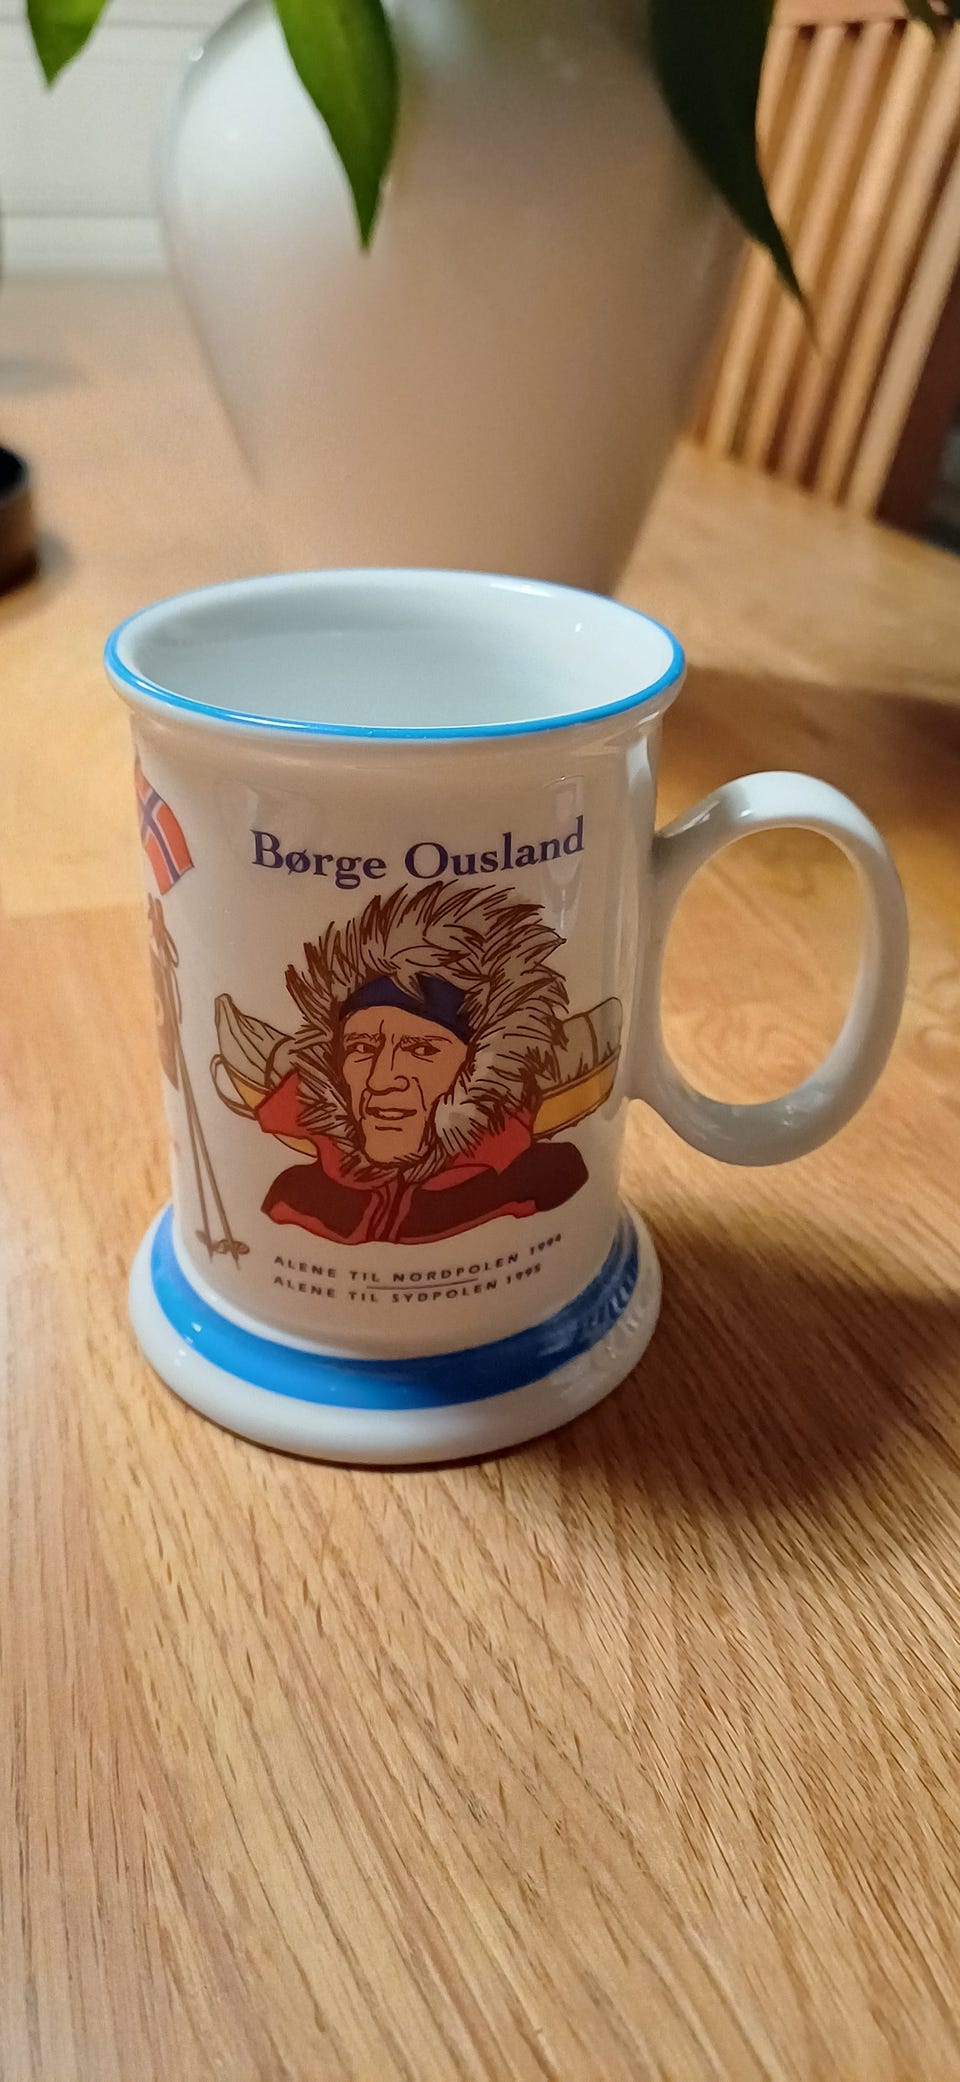 Børge Ousland
ALENE TIL NORDPOLEN 1994
ALENE TIL SYDPOLEN 1995